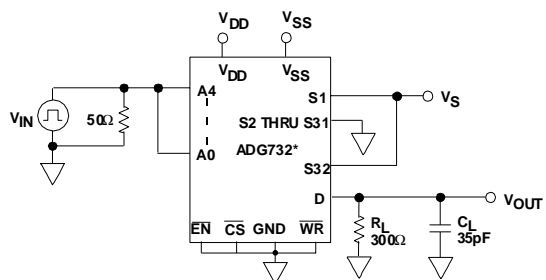 VDD
VSS
VDD
VSS
A4
S1
VS
VIN
50Ω
S2 THRU S31
ADG732*
A0
S32
D
VOUT
EN
CS
GND
WR
RL
300Ω
CL
35pF